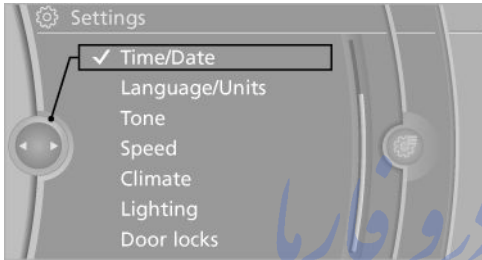 Settings
Time/Date
Language/Units
Tone
Speed
Climate
Lighting
Door locks